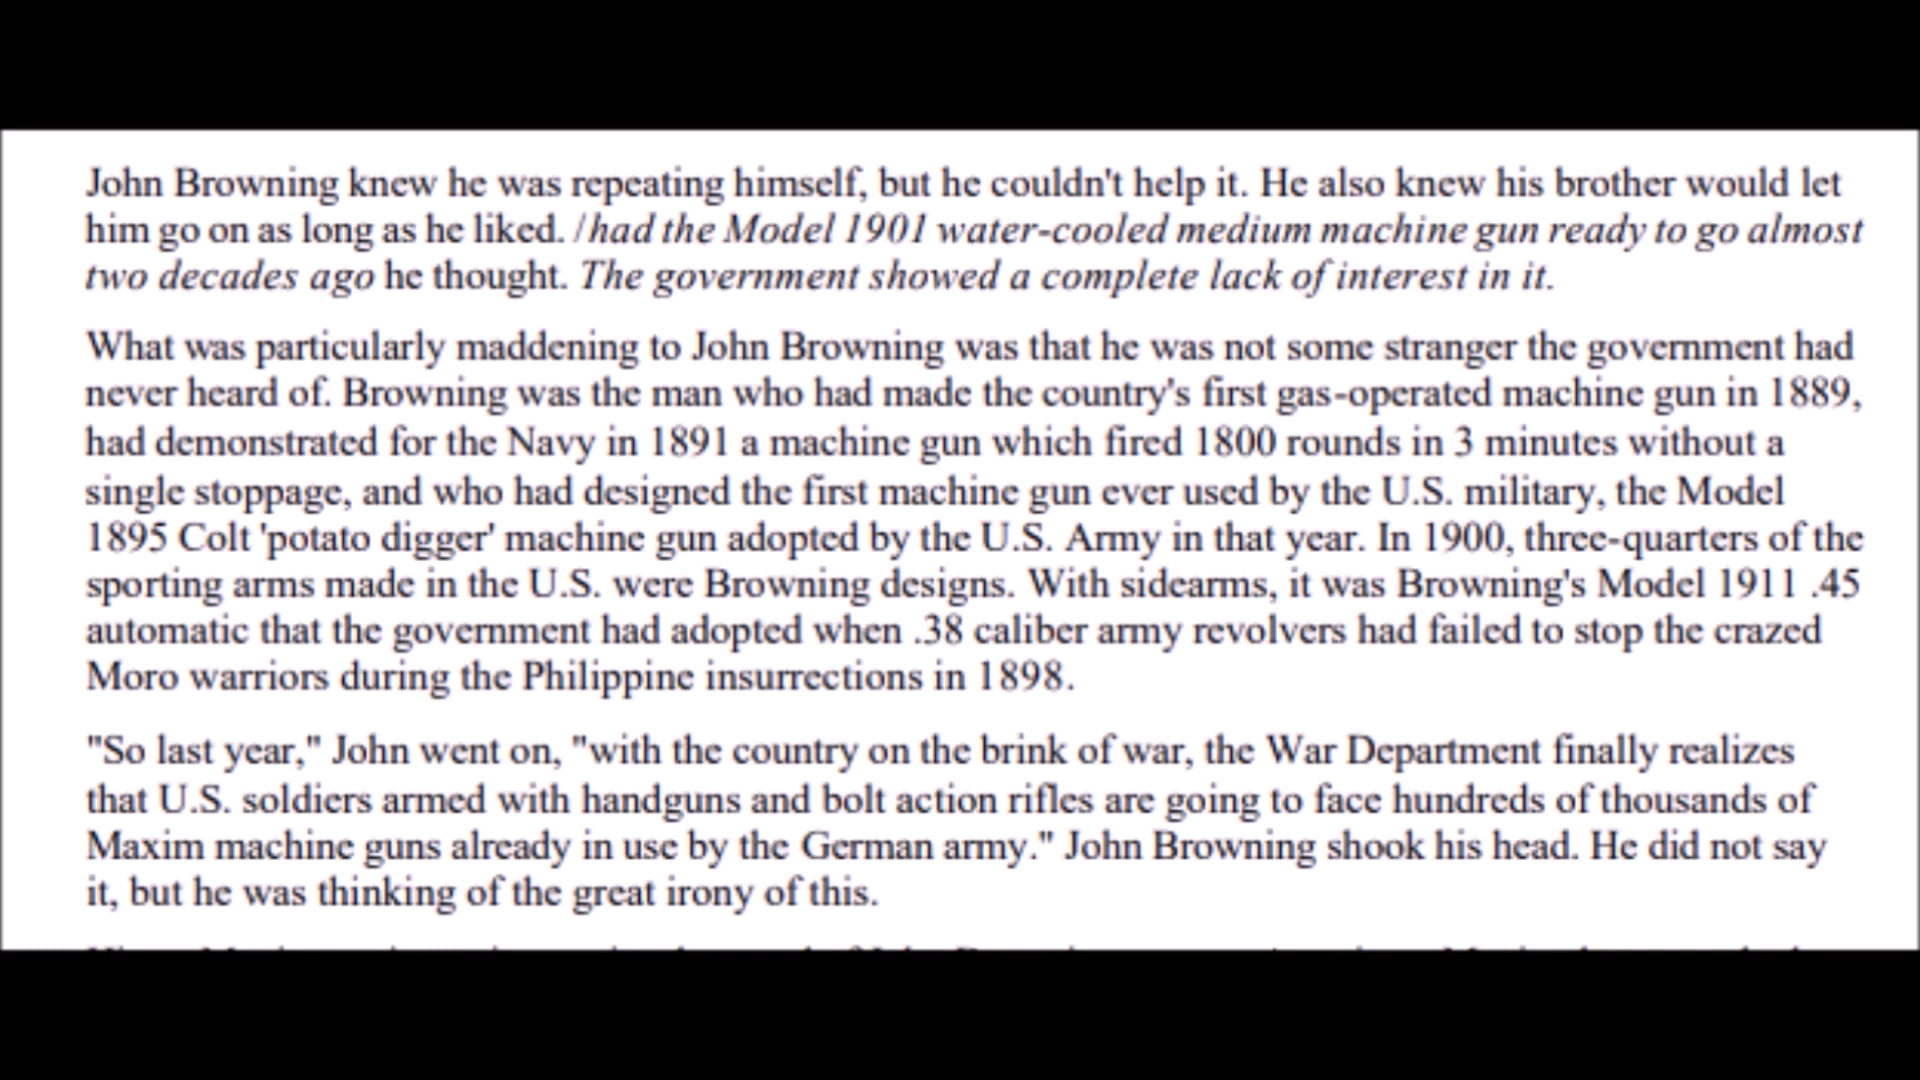 John Browning knew he was repeating himself, but he couldn't help it. He also knew his brother would let
him go on as long as he liked. I had the Model 1901 water-cooled medium machine gun ready to go almost
two decades ago he thought. The government showed a complete lack of interest in it.
What was particularly maddening to John Browning was that he was not some stranger the government had
never heard of. Browning was the man who had made the country's first gas-operated machine gun in 1889,
had demonstrated for the Navy in 1891 a machine gun which fired 1800 rounds in 3 minutes without a
single stoppage, and who had designed the first machine gun ever used by the U.S. military, the Model
1895 Colt 'potato digger' machine gun adopted by the U.S. Army in that year. In 1900, three-quarters of the
sporting arms made in the U.S. were Browning designs. With sidearms, it was Browning's Model 1911 .45
automatic that the government had adopted when .38 caliber army revolvers had failed to stop the crazed
Moro warriors during the Philippine insurrections in 1898.
"So last year," John went on, "with the country on the brink of war, the War Department finally realizes
that U.S. soldiers armed with handguns and bolt action rifles are going to face hundreds of thousands of
Maxim machine guns already in use by the German army." John Browning shook his head. He did not say
it, but he was thinking of the great irony of this.